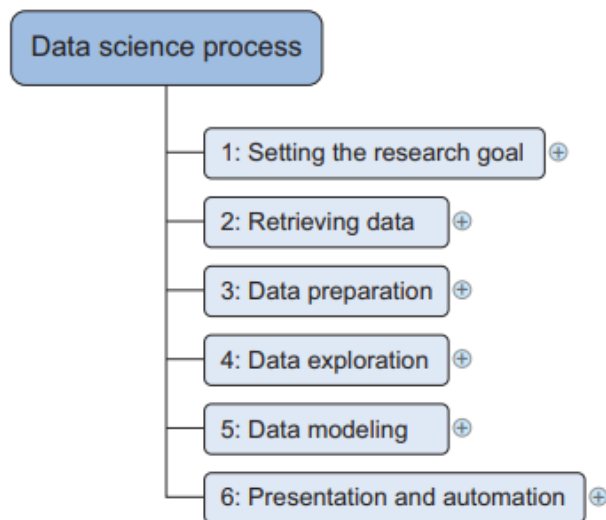 Data science process
1: Setting the research goal
2: Retrieving data
3: Data preparation
4: Data exploration
5: Data modeling
6: Presentation and automation